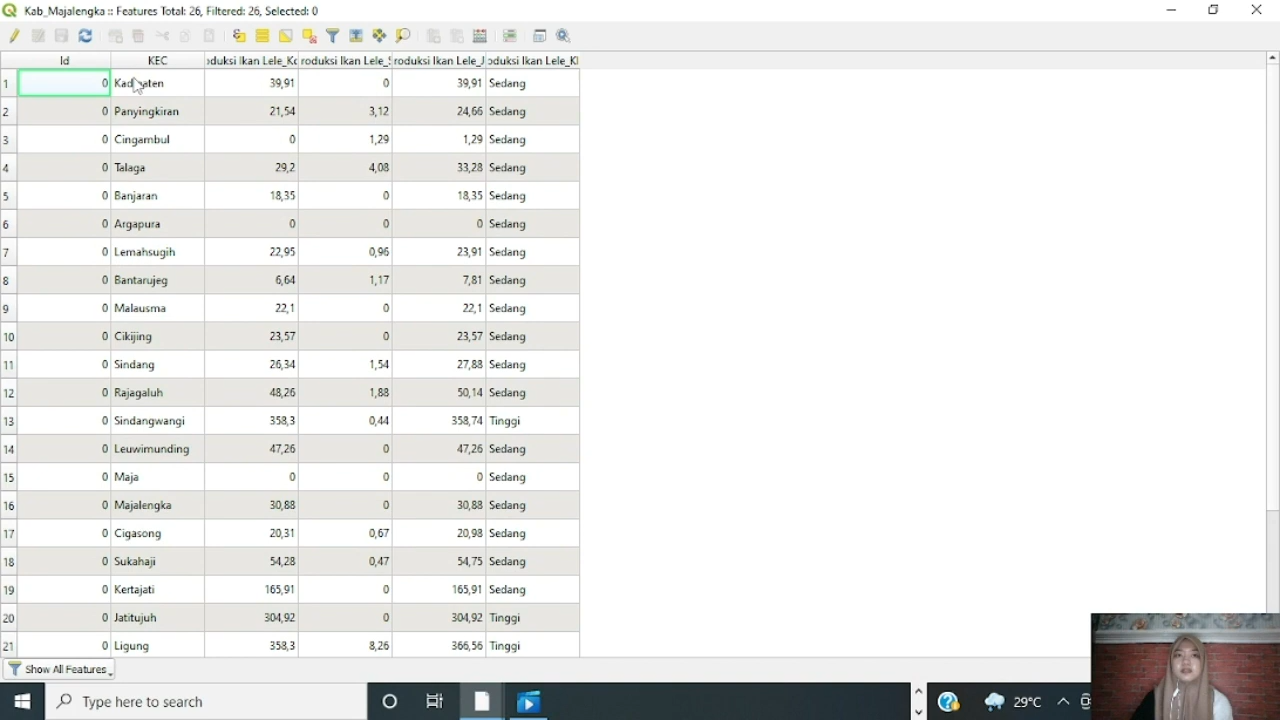 Kab_Majalengka :: Features Total: 26, Filtered: 26, Selected: 0
Id KEC oduksi Ikan Lele_Ko roduksi Ikan Lele_S roduksi Ikan Lele_J oduksi Ikan Lele_Kl
1 0 Kadipaten 39,91 0 39,91 Sedang
2 0 Panyingkiran 21,54 3,12 24,66 Sedang
3 0 Cingambul 0 1,29 1,29 Sedang
4 0 Talaga 29,2 4,08 33,28 Sedang
5 0 Banjaran 18,35 0 18,35 Sedang
6 0 Argapura 0 0 0 Sedang
7 0 Lemahsugih 22,95 0,96 23,91 Sedang
8 0 Bantarujeg 6,64 1,17 7,81 Sedang
9 0 Malausma 22,1 0 22,1 Sedang
10 0 Cikijing 23,57 0 23,57 Sedang
11 0 Sindang 26,34 1,54 27,88 Sedang
12 0 Rajagaluh 48,26 1,88 50,14 Sedang
13 0 Sindangwangi 358,3 0,44 358,74 Tinggi
14 0 Leuwimunding 47,26 0 47,26 Sedang
15 0 Maja 0 0 0 Sedang
16 0 Majalengka 30,88 0 30,88 Sedang
17 0 Cigasong 20,31 0,67 20,98 Sedang
18 0 Sukahaji 54,28 0,47 54,75 Sedang
19 0 Kertajati 165,91 0 165,91 Sedang
20 0 Jatitujuh 304,92 0 304,92 Tinggi
21 0 Ligung 358,3 8,26 366,56 Tinggi
Show All Features
Type here to search
29°C